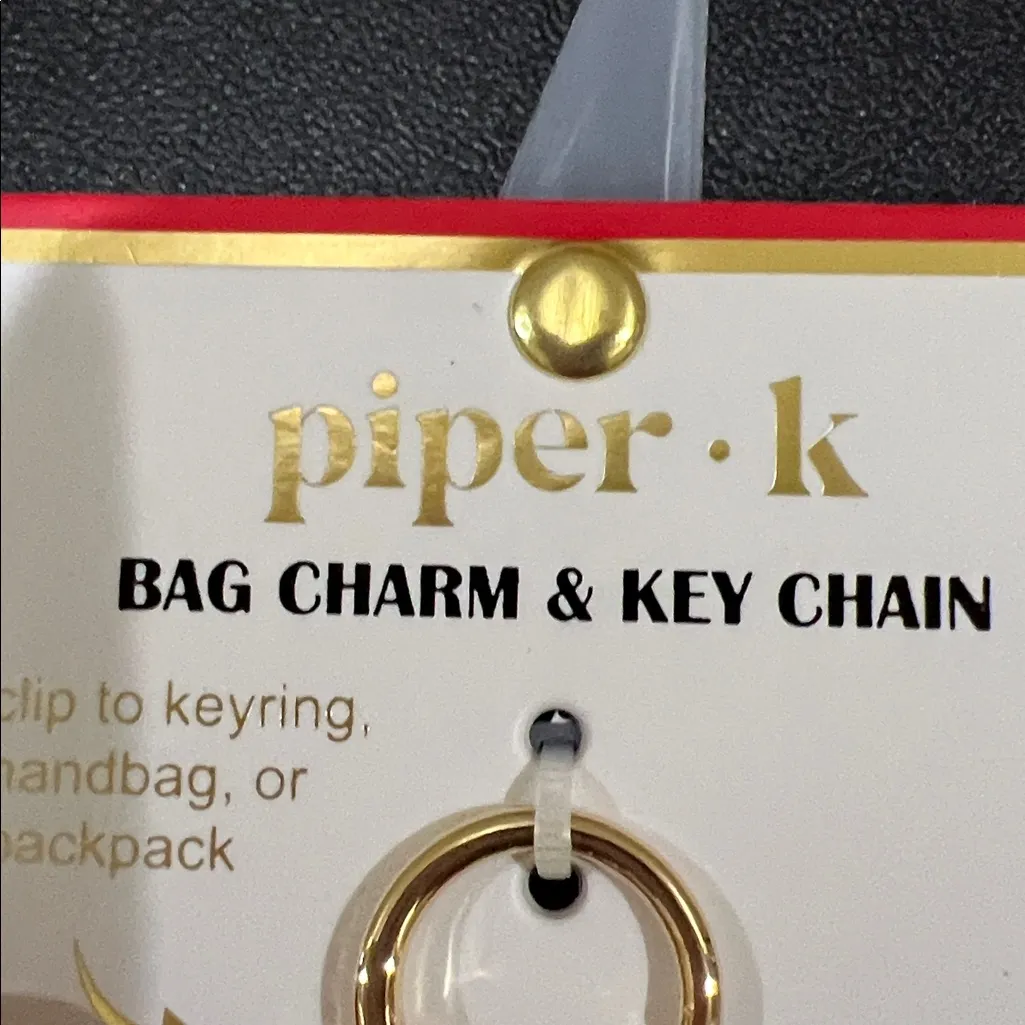 piper · k
BAG CHARM & KEY CHAIN
clip to keyring,
handbag, or
backpack